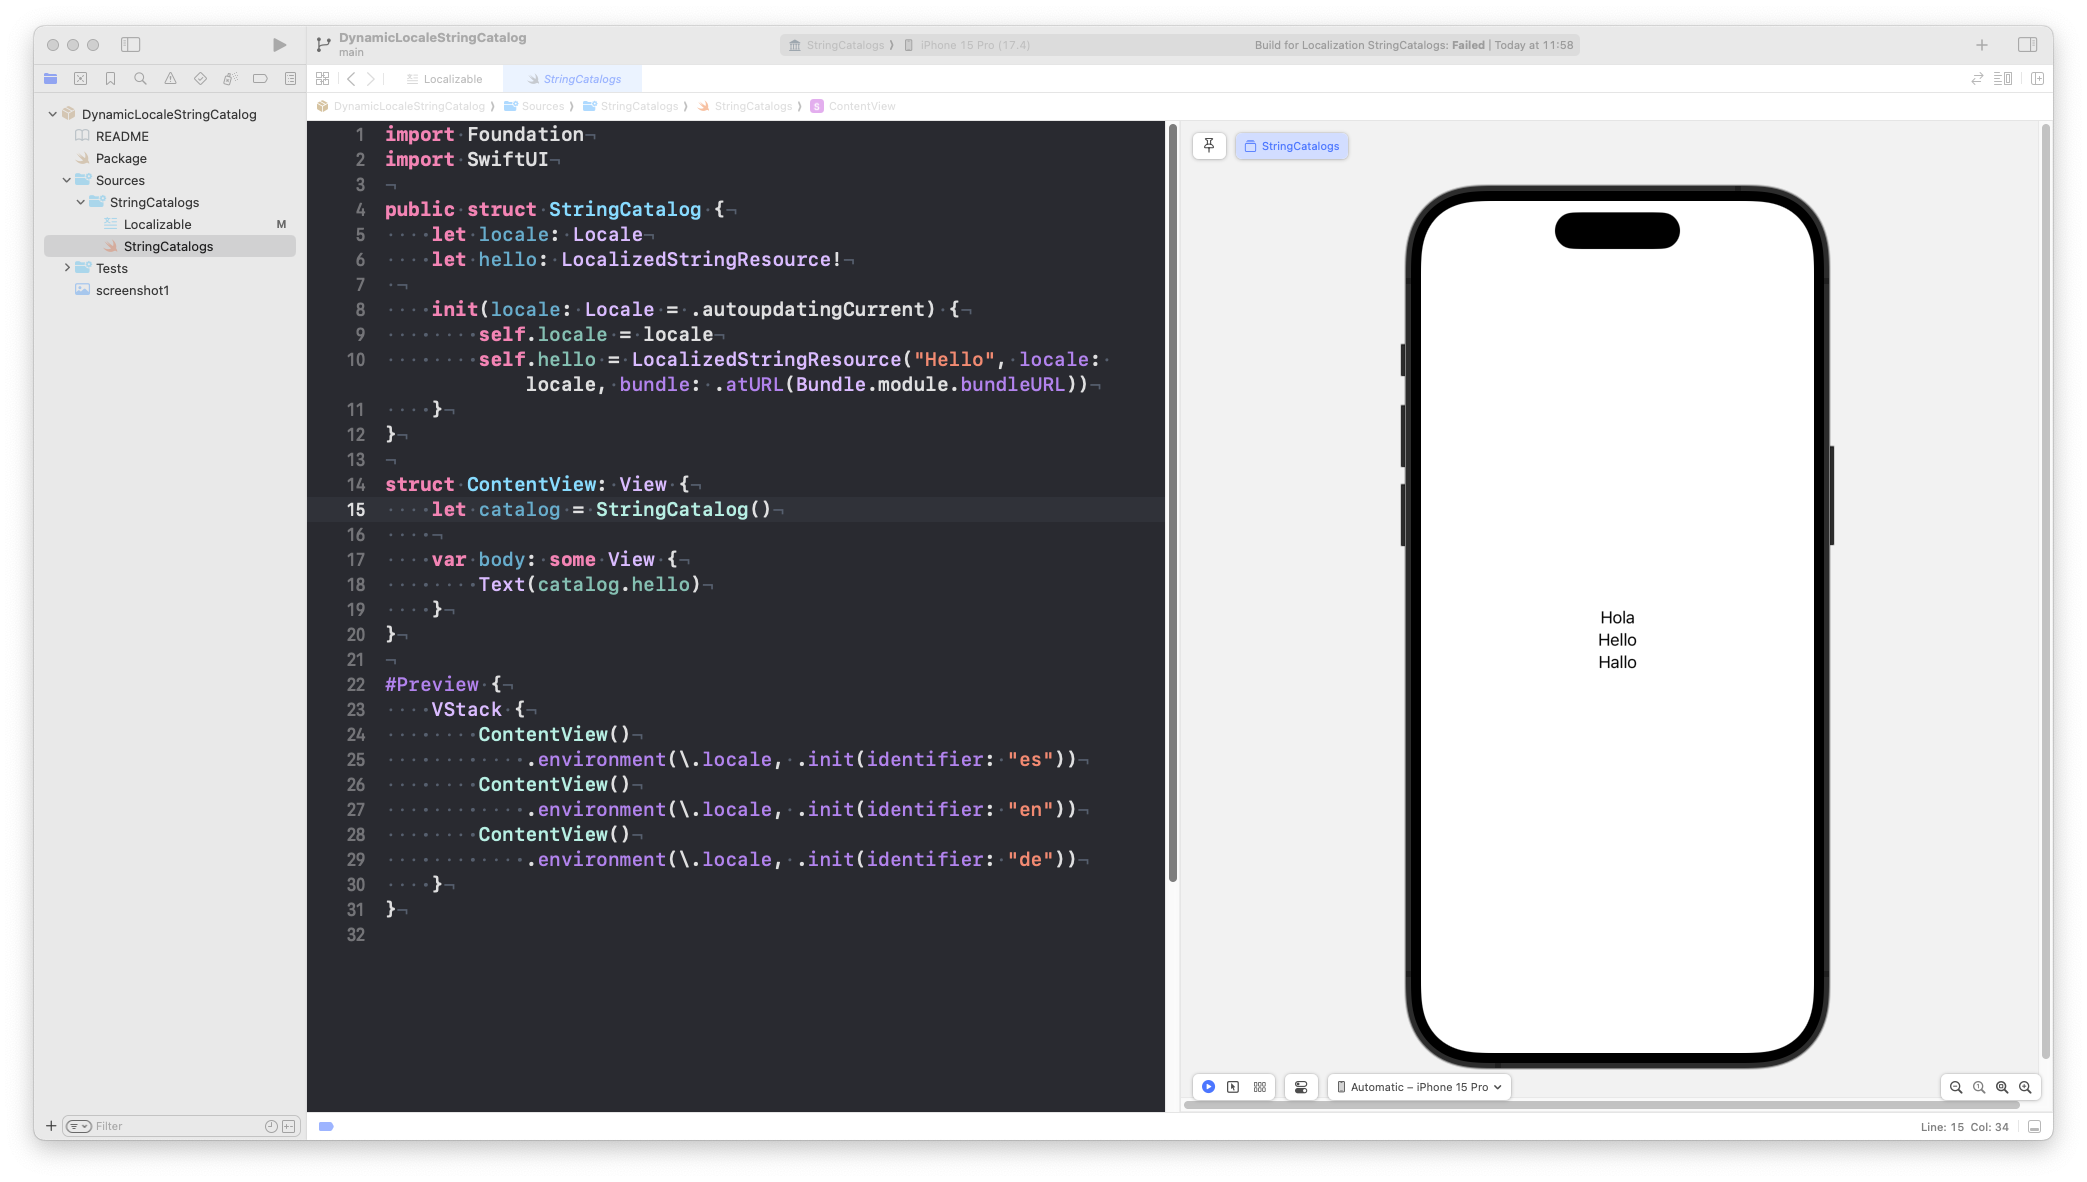 DynamicLocaleStringCatalog
main
StringCatalogs ⟩ iPhone 15 Pro (17.4)
Build for Localization StringCatalogs: Failed | Today at 11:58
Localizable
StringCatalogs
DynamicLocaleStringCatalog ⟩ Sources ⟩ StringCatalogs ⟩ StringCatalogs ⟩ S ContentView
DynamicLocaleStringCatalog
README
Package
Sources
StringCatalogs
Localizable M
StringCatalogs
Tests
screenshot1
Filter
1 import Foundation
2 import SwiftUI
3
4 public struct StringCatalog {
5     let locale: Locale
6     let hello: LocalizedStringResource!
7
8     init(locale: Locale = .autoupdatingCurrent) {
9         self.locale = locale
10         self.hello = LocalizedStringResource("Hello", locale:
locale, bundle: .atURL(Bundle.module.bundleURL))
11     }
12 }
13
14 struct ContentView: View {
15     let catalog = StringCatalog()
16
17     var body: some View {
18         Text(catalog.hello)
19     }
20 }
21
22 #Preview {
23     VStack {
24         ContentView()
25             .environment(\.locale, .init(identifier: "es"))
26         ContentView()
27             .environment(\.locale, .init(identifier: "en"))
28         ContentView()
29             .environment(\.locale, .init(identifier: "de"))
30     }
31 }
32
StringCatalogs
Hola
Hello
Hallo
Automatic – iPhone 15 Pro
Line: 15 Col: 34